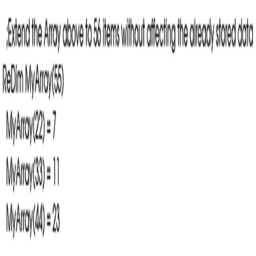 ;Extend the Array above to 56 items without affecting the already stored data
ReDim MyArray(55)
MyArray(22) = 7
MyArray(33) = 11
MyArray(44) = 23